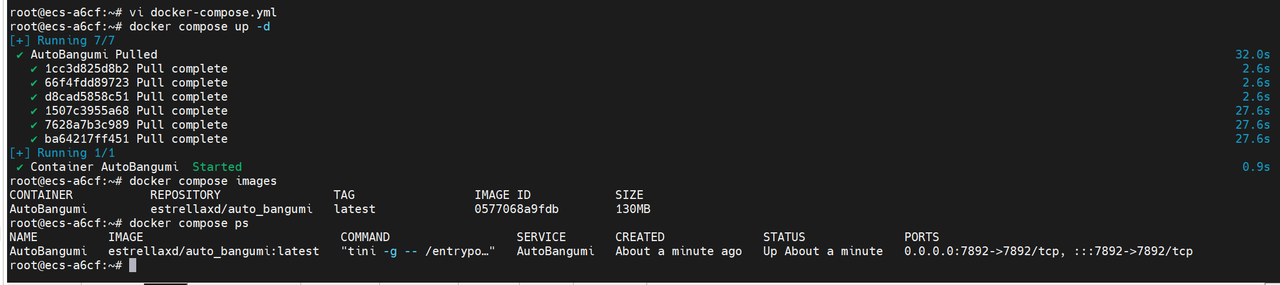 root@ecs-a6cf:~# vi docker-compose.yml
root@ecs-a6cf:~# docker compose up -d
[+] Running 7/7
✔ AutoBangumi Pulled 32.0s
✔ 1cc3d825d8b2 Pull complete 2.6s
✔ 66f4fdd89723 Pull complete 2.6s
✔ d8cad5858c51 Pull complete 2.6s
✔ 1507c3955a68 Pull complete 27.6s
✔ 7628a7b3c989 Pull complete 27.6s
✔ ba64217ff451 Pull complete 27.6s
[+] Running 1/1
✔ Container AutoBangumi Started 0.9s
root@ecs-a6cf:~# docker compose images
CONTAINER REPOSITORY TAG IMAGE ID SIZE
AutoBangumi estrellaxd/auto_bangumi latest 0577068a9fdb 130MB
root@ecs-a6cf:~# docker compose ps
NAME IMAGE COMMAND SERVICE CREATED STATUS PORTS
AutoBangumi estrellaxd/auto_bangumi:latest "tini -g -- /entrypo…" AutoBangumi About a minute ago Up About a minute 0.0.0.0:7892->7892/tcp, :::7892->7892/tcp
root@ecs-a6cf:~#